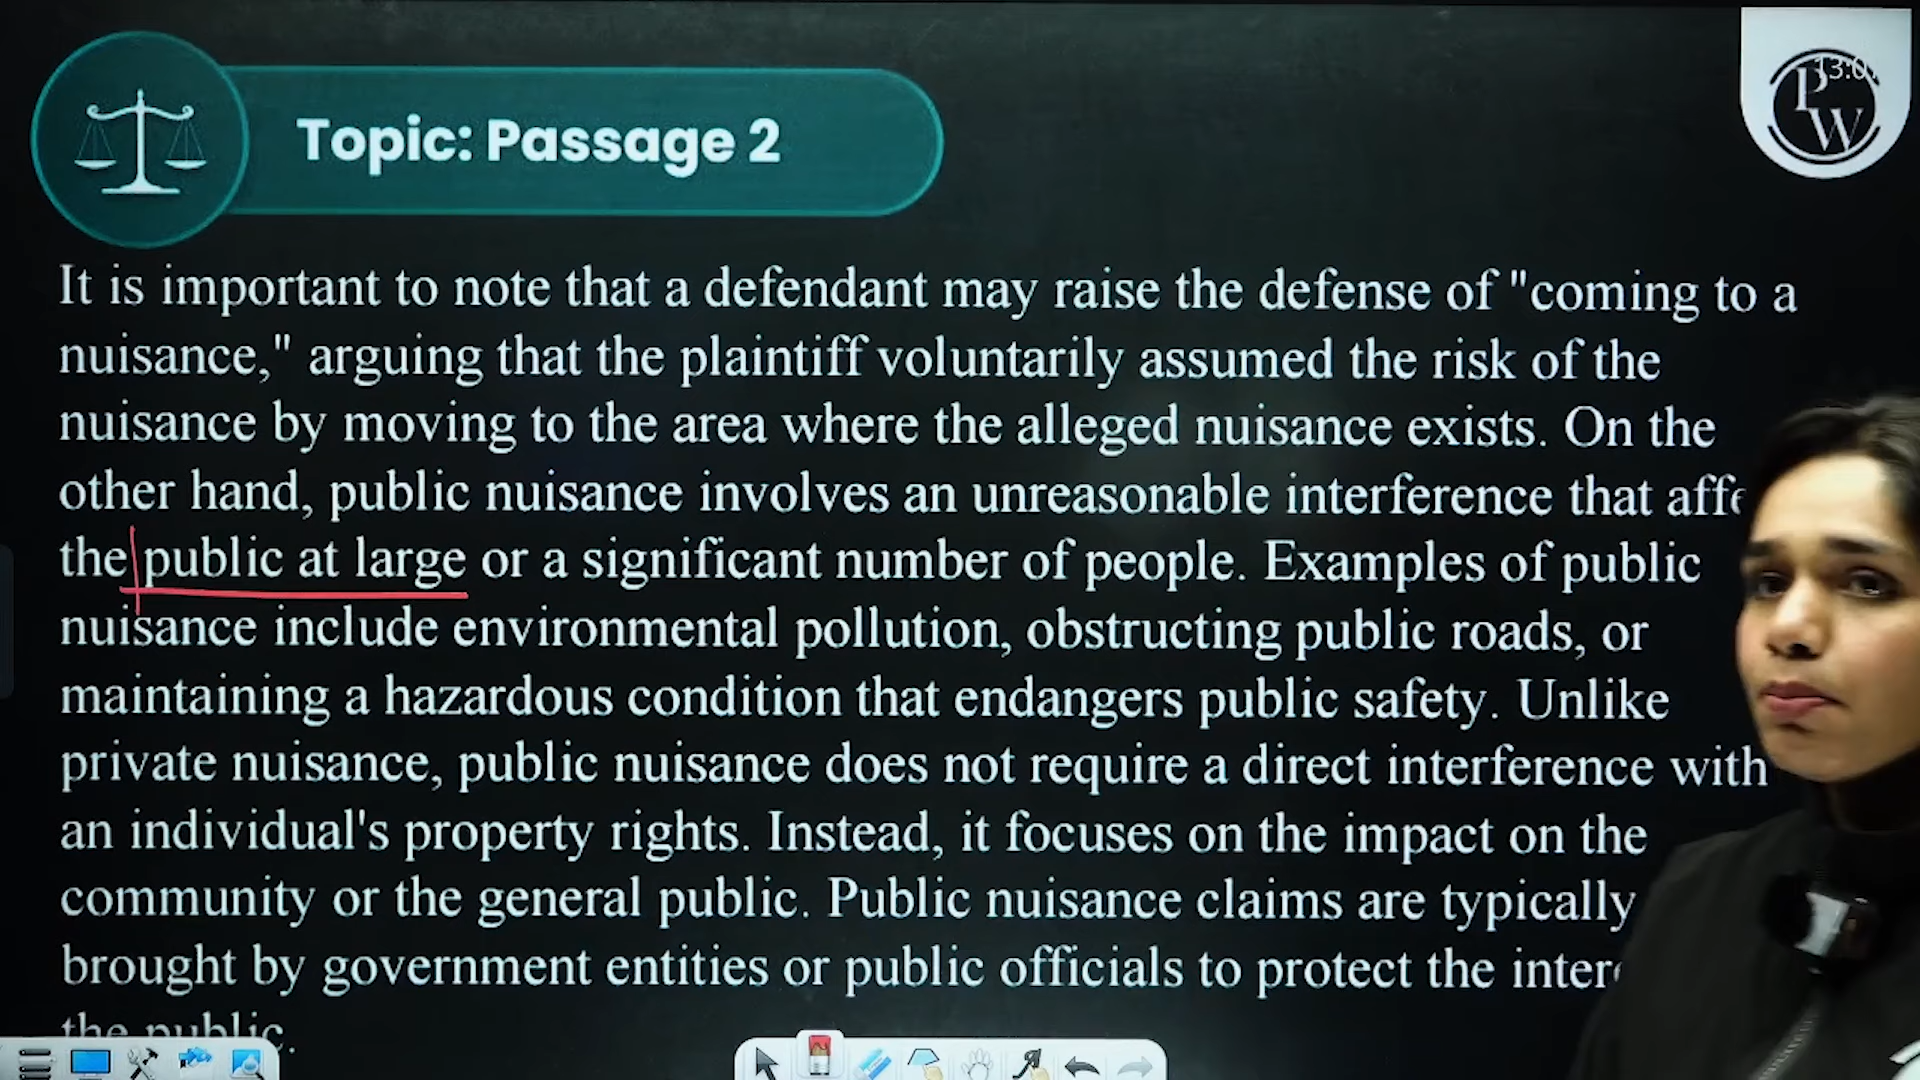 Topic: Passage 2
PW
13:0
It is important to note that a defendant may raise the defense of "coming to a
nuisance," arguing that the plaintiff voluntarily assumed the risk of the
nuisance by moving to the area where the alleged nuisance exists. On the
other hand, public nuisance involves an unreasonable interference that
the public at large or a significant number of people. Examples of public
nuisance include environmental pollution, obstructing public roads, or
maintaining a hazardous condition that endangers public safety. Unlike
private nuisance, public nuisance does not require a direct interference with
an individual's property rights. Instead, it focuses on the impact on the
community or the general public. Public nuisance claims are typically
brought by government entities or public officials to protect the
the public.